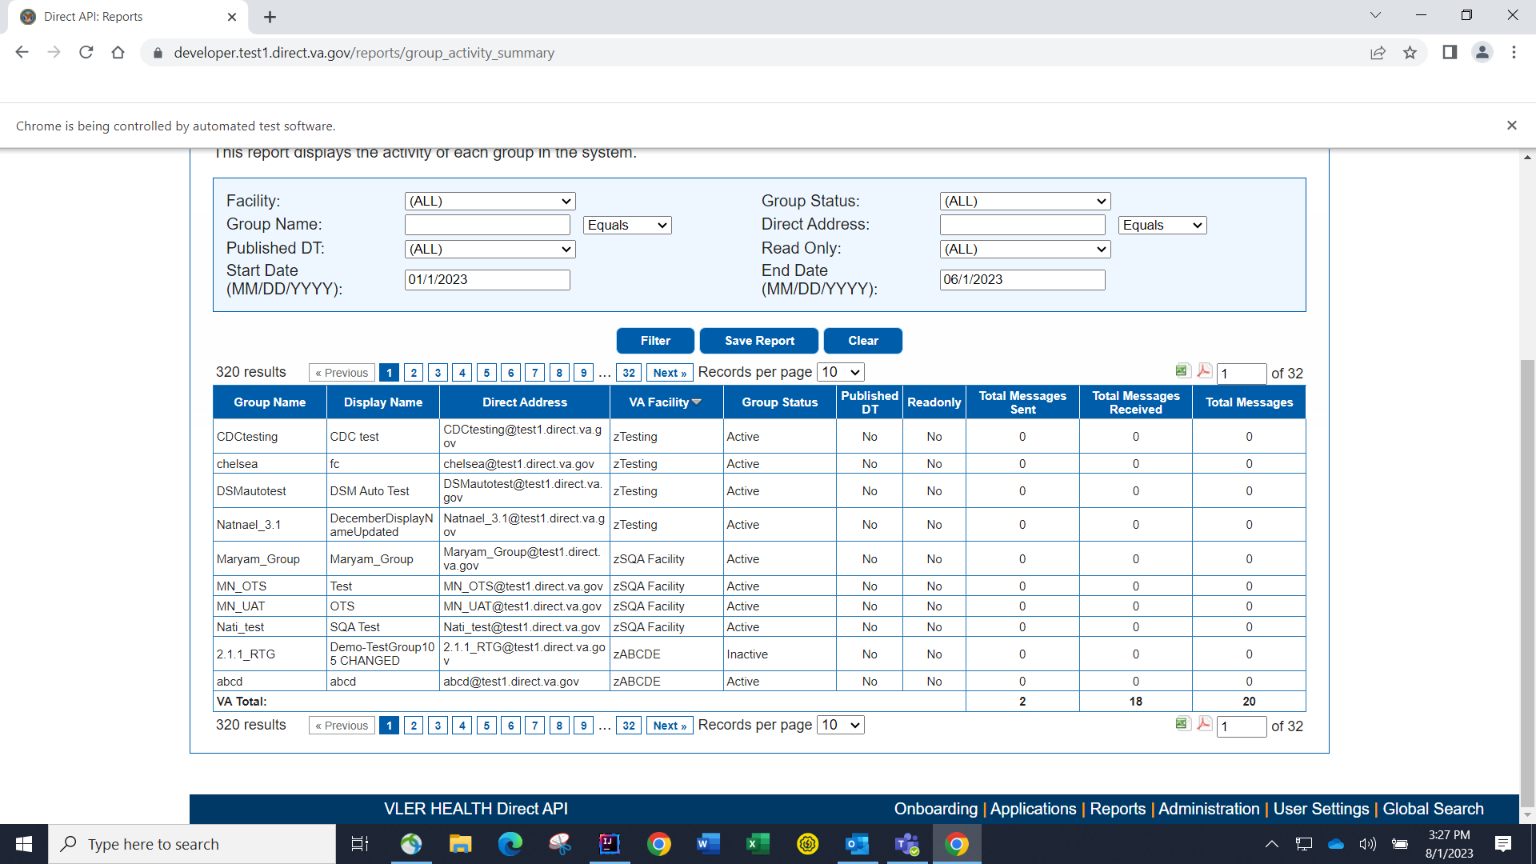 Direct API: Reports
developer.test1.direct.va.gov/reports/group_activity_summary
Chrome is being controlled by automated test software.
This report displays the activity of each group in the system.
Facility: (ALL) Group Status: (ALL)
Group Name: Equals Direct Address: Equals
Published DT: (ALL) Read Only: (ALL)
Start Date (MM/DD/YYYY): 01/1/2023 End Date (MM/DD/YYYY): 06/1/2023
Filter Save Report Clear
320 results « Previous 1 2 3 4 5 6 7 8 9 ... 32 Next » Records per page 10 1 of 32
Group Name Display Name Direct Address VA Facility Group Status Published DT Readonly Total Messages Sent Total Messages Received Total Messages
CDCtesting CDC test CDCtesting@test1.direct.va.gov zTesting Active No No 0 0 0
chelsea fc chelsea@test1.direct.va.gov zTesting Active No No 0 0 0
DSMautotest DSM Auto Test DSMautotest@test1.direct.va.gov zTesting Active No No 0 0 0
Natnael_3.1 DecemberDisplayNameUpdated Natnael_3.1@test1.direct.va.gov zTesting Active No No 0 0 0
Maryam_Group Maryam_Group Maryam_Group@test1.direct.va.gov zSQA Facility Active No No 0 0 0
MN_OTS Test MN_OTS@test1.direct.va.gov zSQA Facility Active No No 0 0 0
MN_UAT OTS MN_UAT@test1.direct.va.gov zSQA Facility Active No No 0 0 0
Nati_test SQA Test Nati_test@test1.direct.va.gov zSQA Facility Active No No 0 0 0
2.1.1_RTG Demo-TestGroup105 CHANGED 2.1.1_RTG@test1.direct.va.gov zABCDE Inactive No No 0 0 0
abcd abcd abcd@test1.direct.va.gov zABCDE Active No No 0 0 0
VA Total: 2 18 20
320 results « Previous 1 2 3 4 5 6 7 8 9 ... 32 Next » Records per page 10 1 of 32
VLER HEALTH Direct API Onboarding | Applications | Reports | Administration | User Settings | Global Search
Type here to search
3:27 PM
8/1/2023